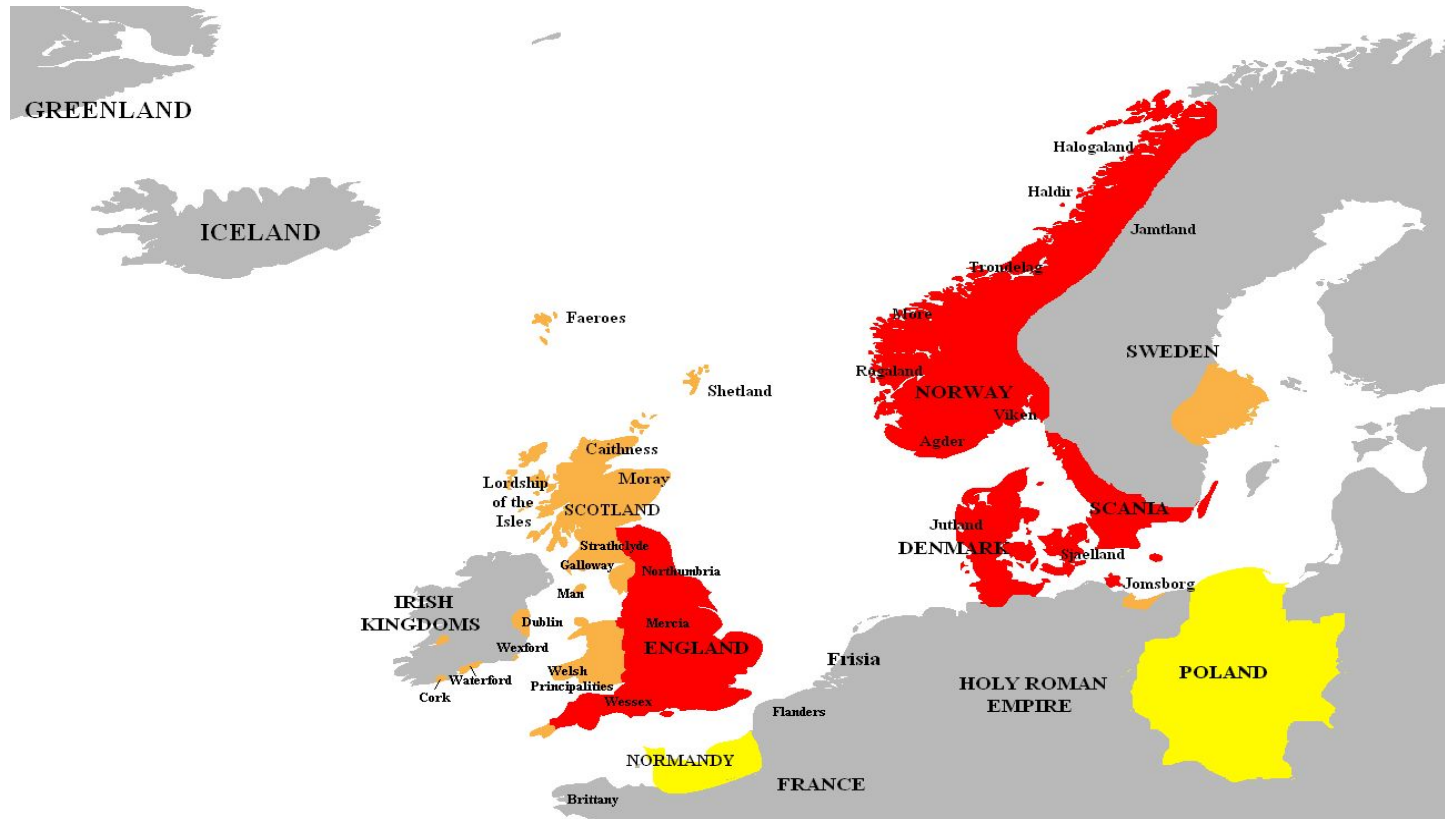 GREENLAND
Halogaland
Haldir
ICELAND
Jamtland
Trondelag
Faeroes
More
SWEDEN
Rogaland
Shetland
NORWAY
Viken
Agder
Caithness
Moray
Lordship
of the
Isles
SCOTLAND
SCANIA
Jutland
DENMARK
Sjaelland
Strathclyde
Galloway
Northumbria
Jomsborg
Man
IRISH
KINGDOMS
Dublin
Mercia
Wexford
ENGLAND
Frisia
Welsh
Principalities
Waterford
POLAND
Cork
Wessex
HOLY ROMAN
EMPIRE
Flanders
NORMANDY
FRANCE
Brittany